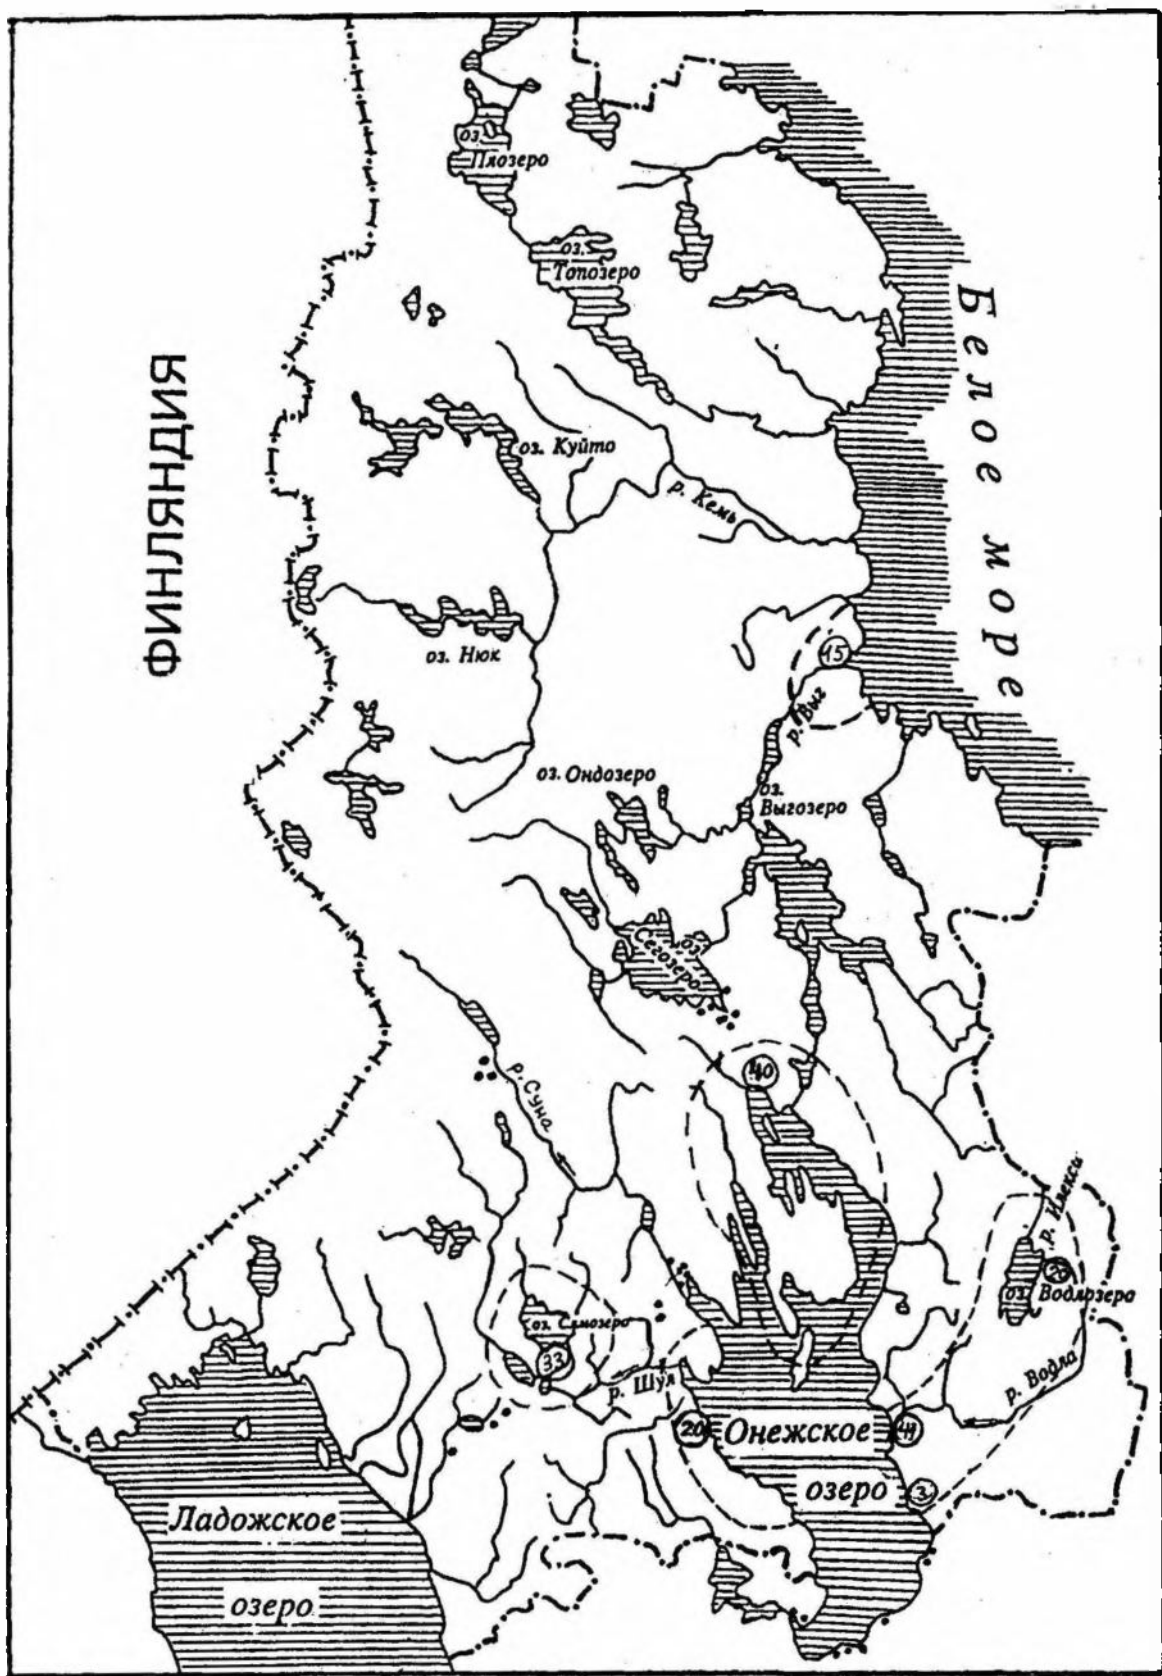 оз.
Пяозеро
оз.
Топозеро
Белое море
ФИНЛЯНДИЯ
оз. Куйто
р. Кемь
оз. Нюк
15
р. Выг
оз. Ондозеро
оз.
Выгозеро
оз.
Сегозеро
40
р. Суна
р. Илекса
оз. Водлозеро
оз. Сямозеро
33
р. Шуя
р. Водла
20
Онежское
озеро
41
3
Ладожское
озеро